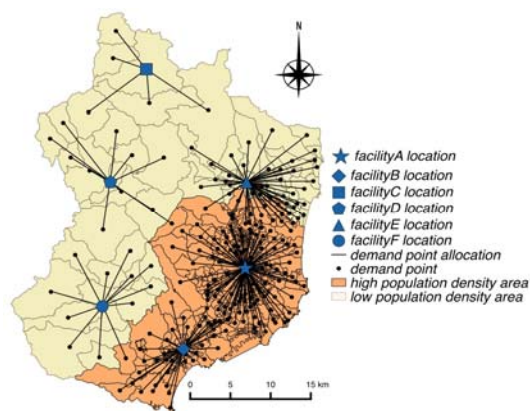 N
facilityA location
facilityB location
facilityC location
facilityD location
facilityE location
facilityF location
demand point allocation
demand point
high population density area
low population density area
0 5 10 15 km